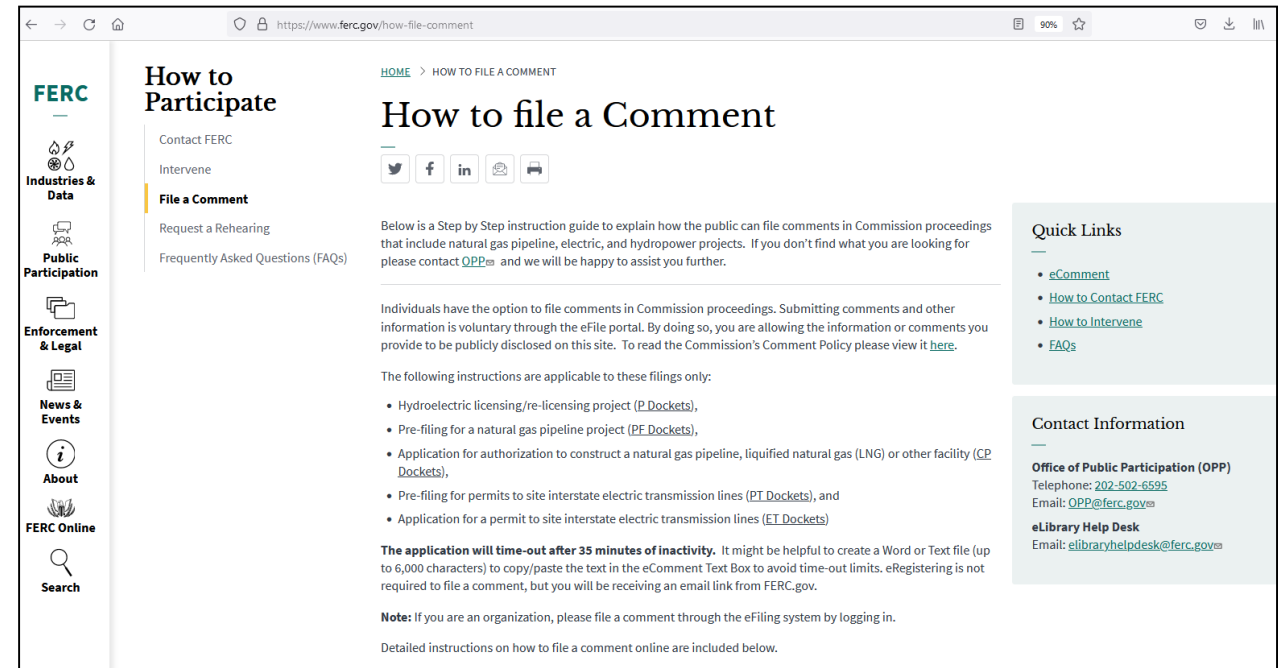 https://www.ferc.gov/how-file-comment
90%
FERC
Industries &
Data
Public
Participation
Enforcement
& Legal
News &
Events
About
FERC Online
Search
How to
Participate
Contact FERC
Intervene
File a Comment
Request a Rehearing
Frequently Asked Questions (FAQs)
HOME > HOW TO FILE A COMMENT
How to file a Comment
Below is a Step by Step instruction guide to explain how the public can file comments in Commission proceedings
that include natural gas pipeline, electric, and hydropower projects. If you don't find what you are looking for
please contact OPP and we will be happy to assist you further.
Individuals have the option to file comments in Commission proceedings. Submitting comments and other
information is voluntary through the eFile portal. By doing so, you are allowing the information or comments you
provide to be publicly disclosed on this site. To read the Commission's Comment Policy please view it here.
The following instructions are applicable to these filings only:
• Hydroelectric licensing/re-licensing project (P Dockets),
• Pre-filing for a natural gas pipeline project (PF Dockets),
• Application for authorization to construct a natural gas pipeline, liquified natural gas (LNG) or other facility (CP
Dockets),
• Pre-filing for permits to site interstate electric transmission lines (PT Dockets), and
• Application for a permit to site interstate electric transmission lines (ET Dockets)
The application will time-out after 35 minutes of inactivity. It might be helpful to create a Word or Text file (up
to 6,000 characters) to copy/paste the text in the eComment Text Box to avoid time-out limits. eRegistering is not
required to file a comment, but you will be receiving an email link from FERC.gov.
Note: If you are an organization, please file a comment through the eFiling system by logging in.
Detailed instructions on how to file a comment online are included below.
Quick Links
• eComment
• How to Contact FERC
• How to Intervene
• FAQs
Contact Information
Office of Public Participation (OPP)
Telephone: 202-502-6595
Email: OPP@ferc.gov
eLibrary Help Desk
Email: elibraryhelpdesk@ferc.gov